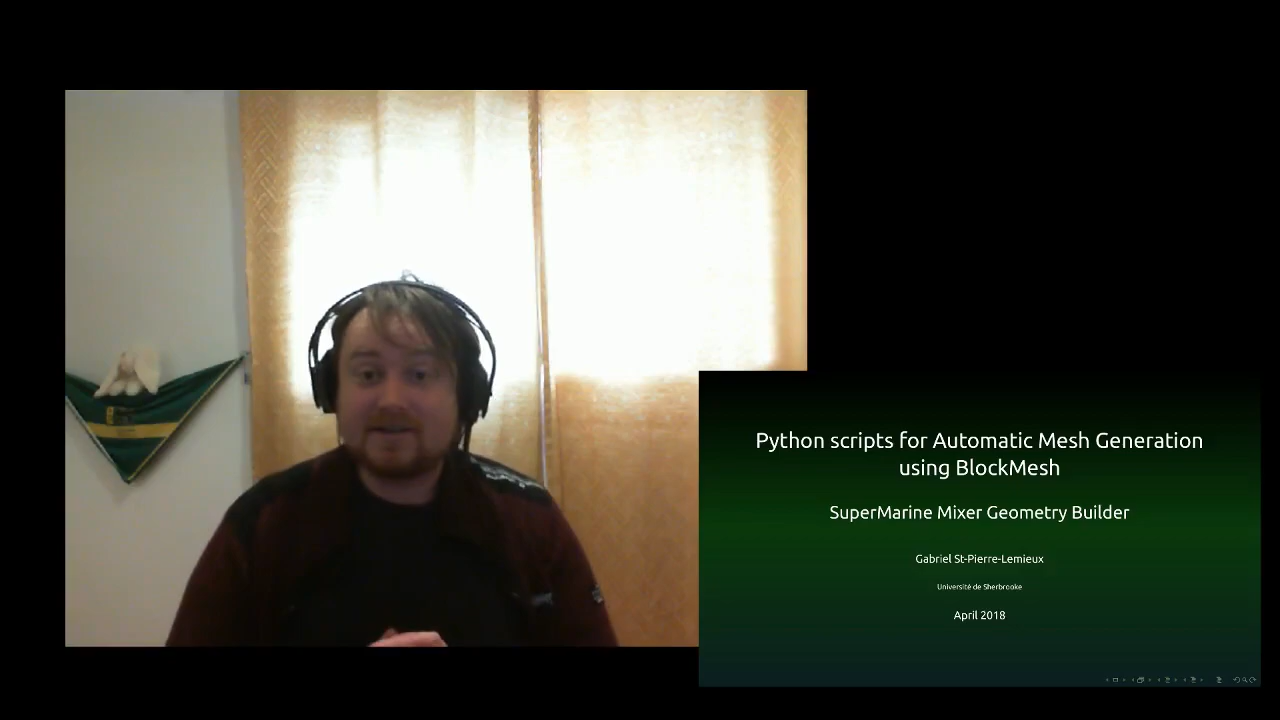 Python scripts for Automatic Mesh Generation
using BlockMesh
SuperMarine Mixer Geometry Builder
Gabriel St-Pierre-Lemieux
Université de Sherbrooke
April 2018